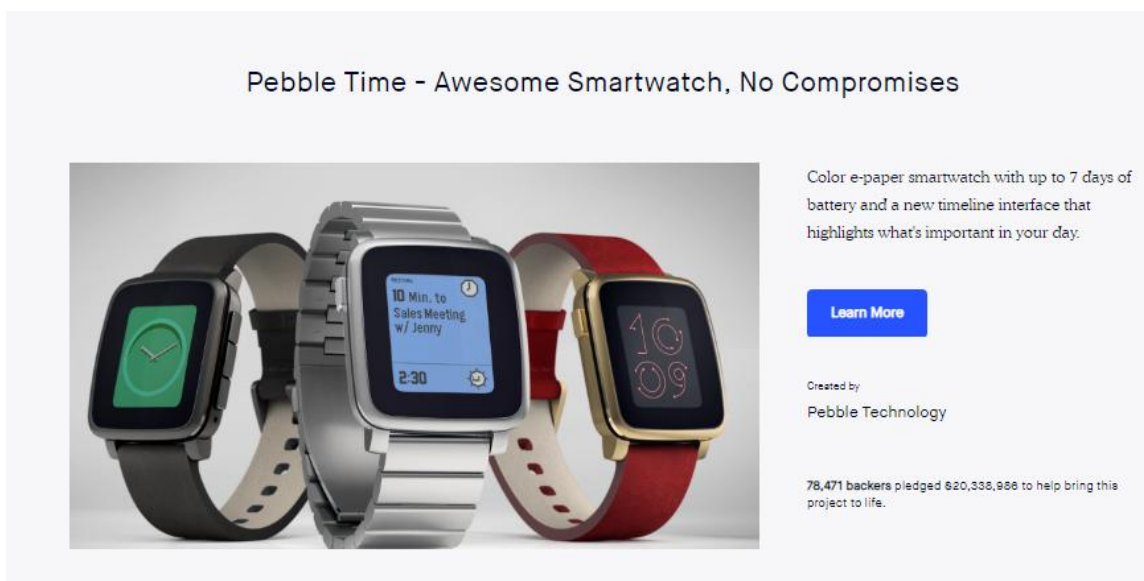 Pebble Time - Awesome Smartwatch, No Compromises
Color e-paper smartwatch with up to 7 days of
battery and a new timeline interface that
highlights what's important in your day.
10 Min. to
Sales Meeting
w/ Jenny
2:30
10
09
Learn More
Created by
Pebble Technology
78,471 backers pledged $20,338,986 to help bring this
project to life.